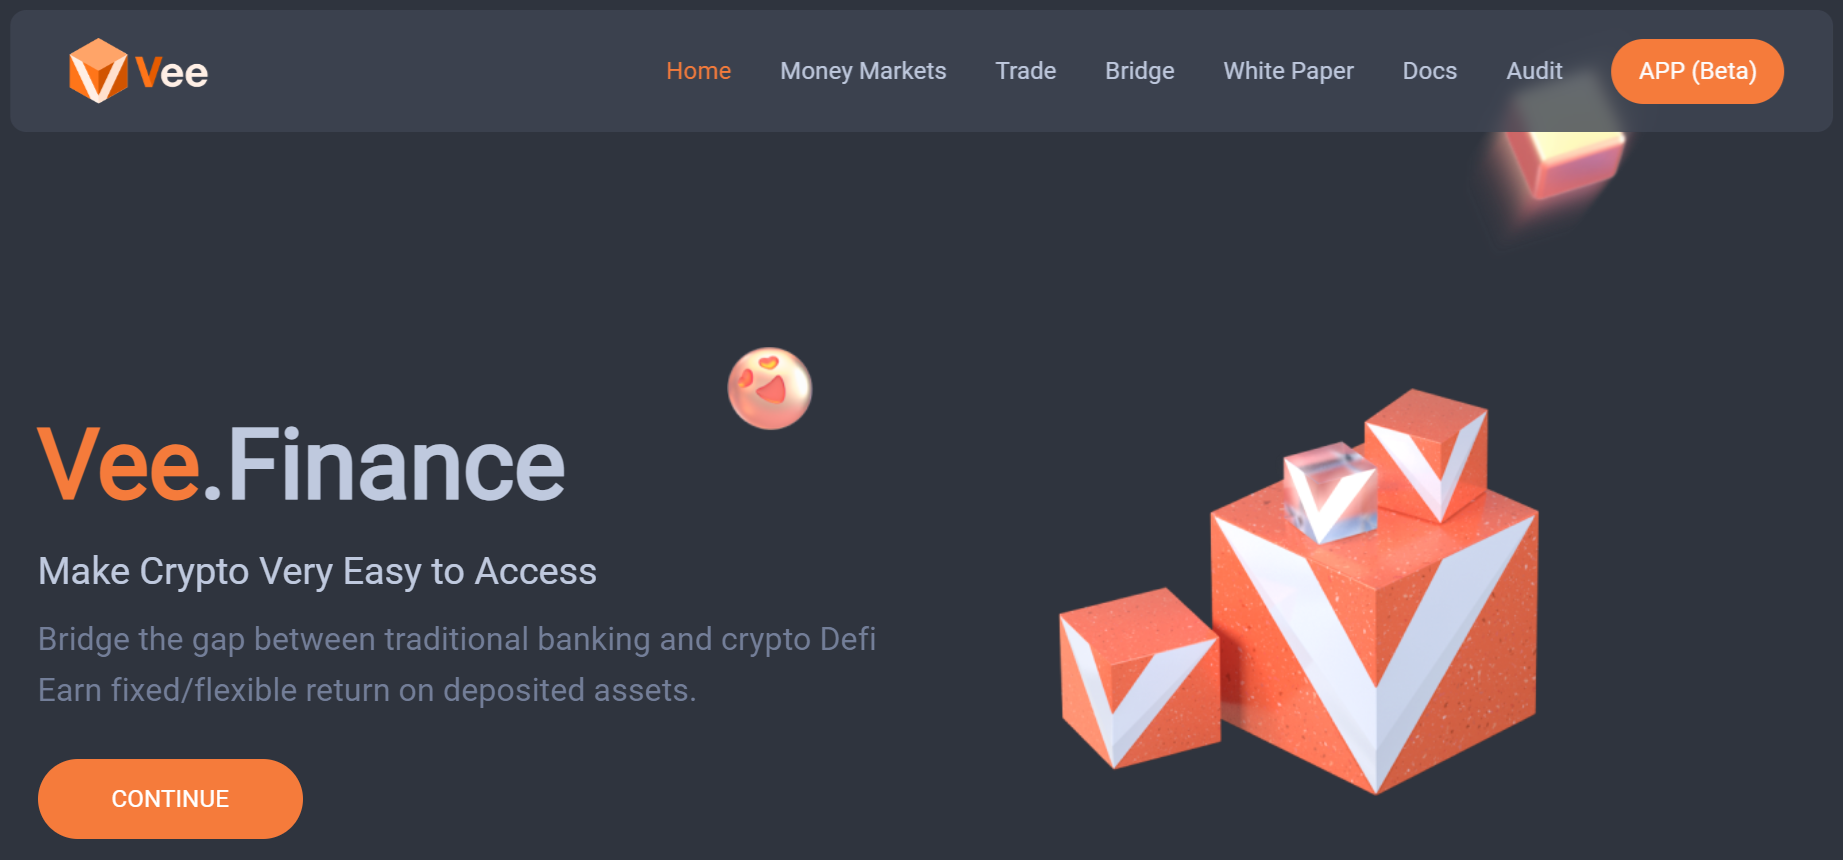 Vee
Home Money Markets Trade Bridge White Paper Docs Audit APP (Beta)
Vee.Finance
Make Crypto Very Easy to Access
Bridge the gap between traditional banking and crypto Defi
Earn fixed/flexible return on deposited assets.
CONTINUE